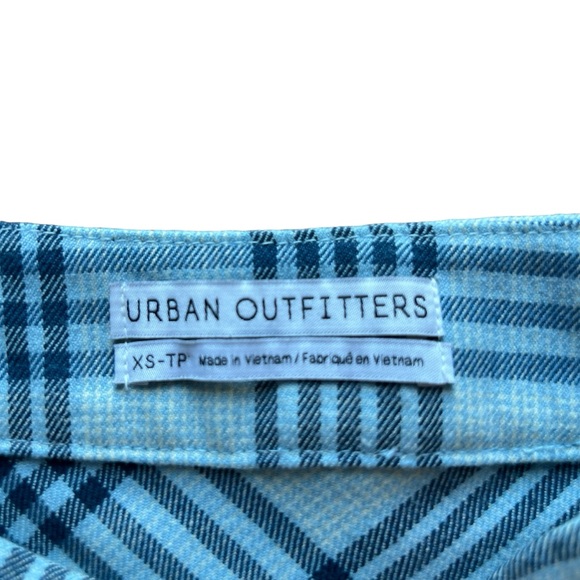 URBAN OUTFITTERS
XS-TP Made in Vietnam / Fabriqué en Vietnam